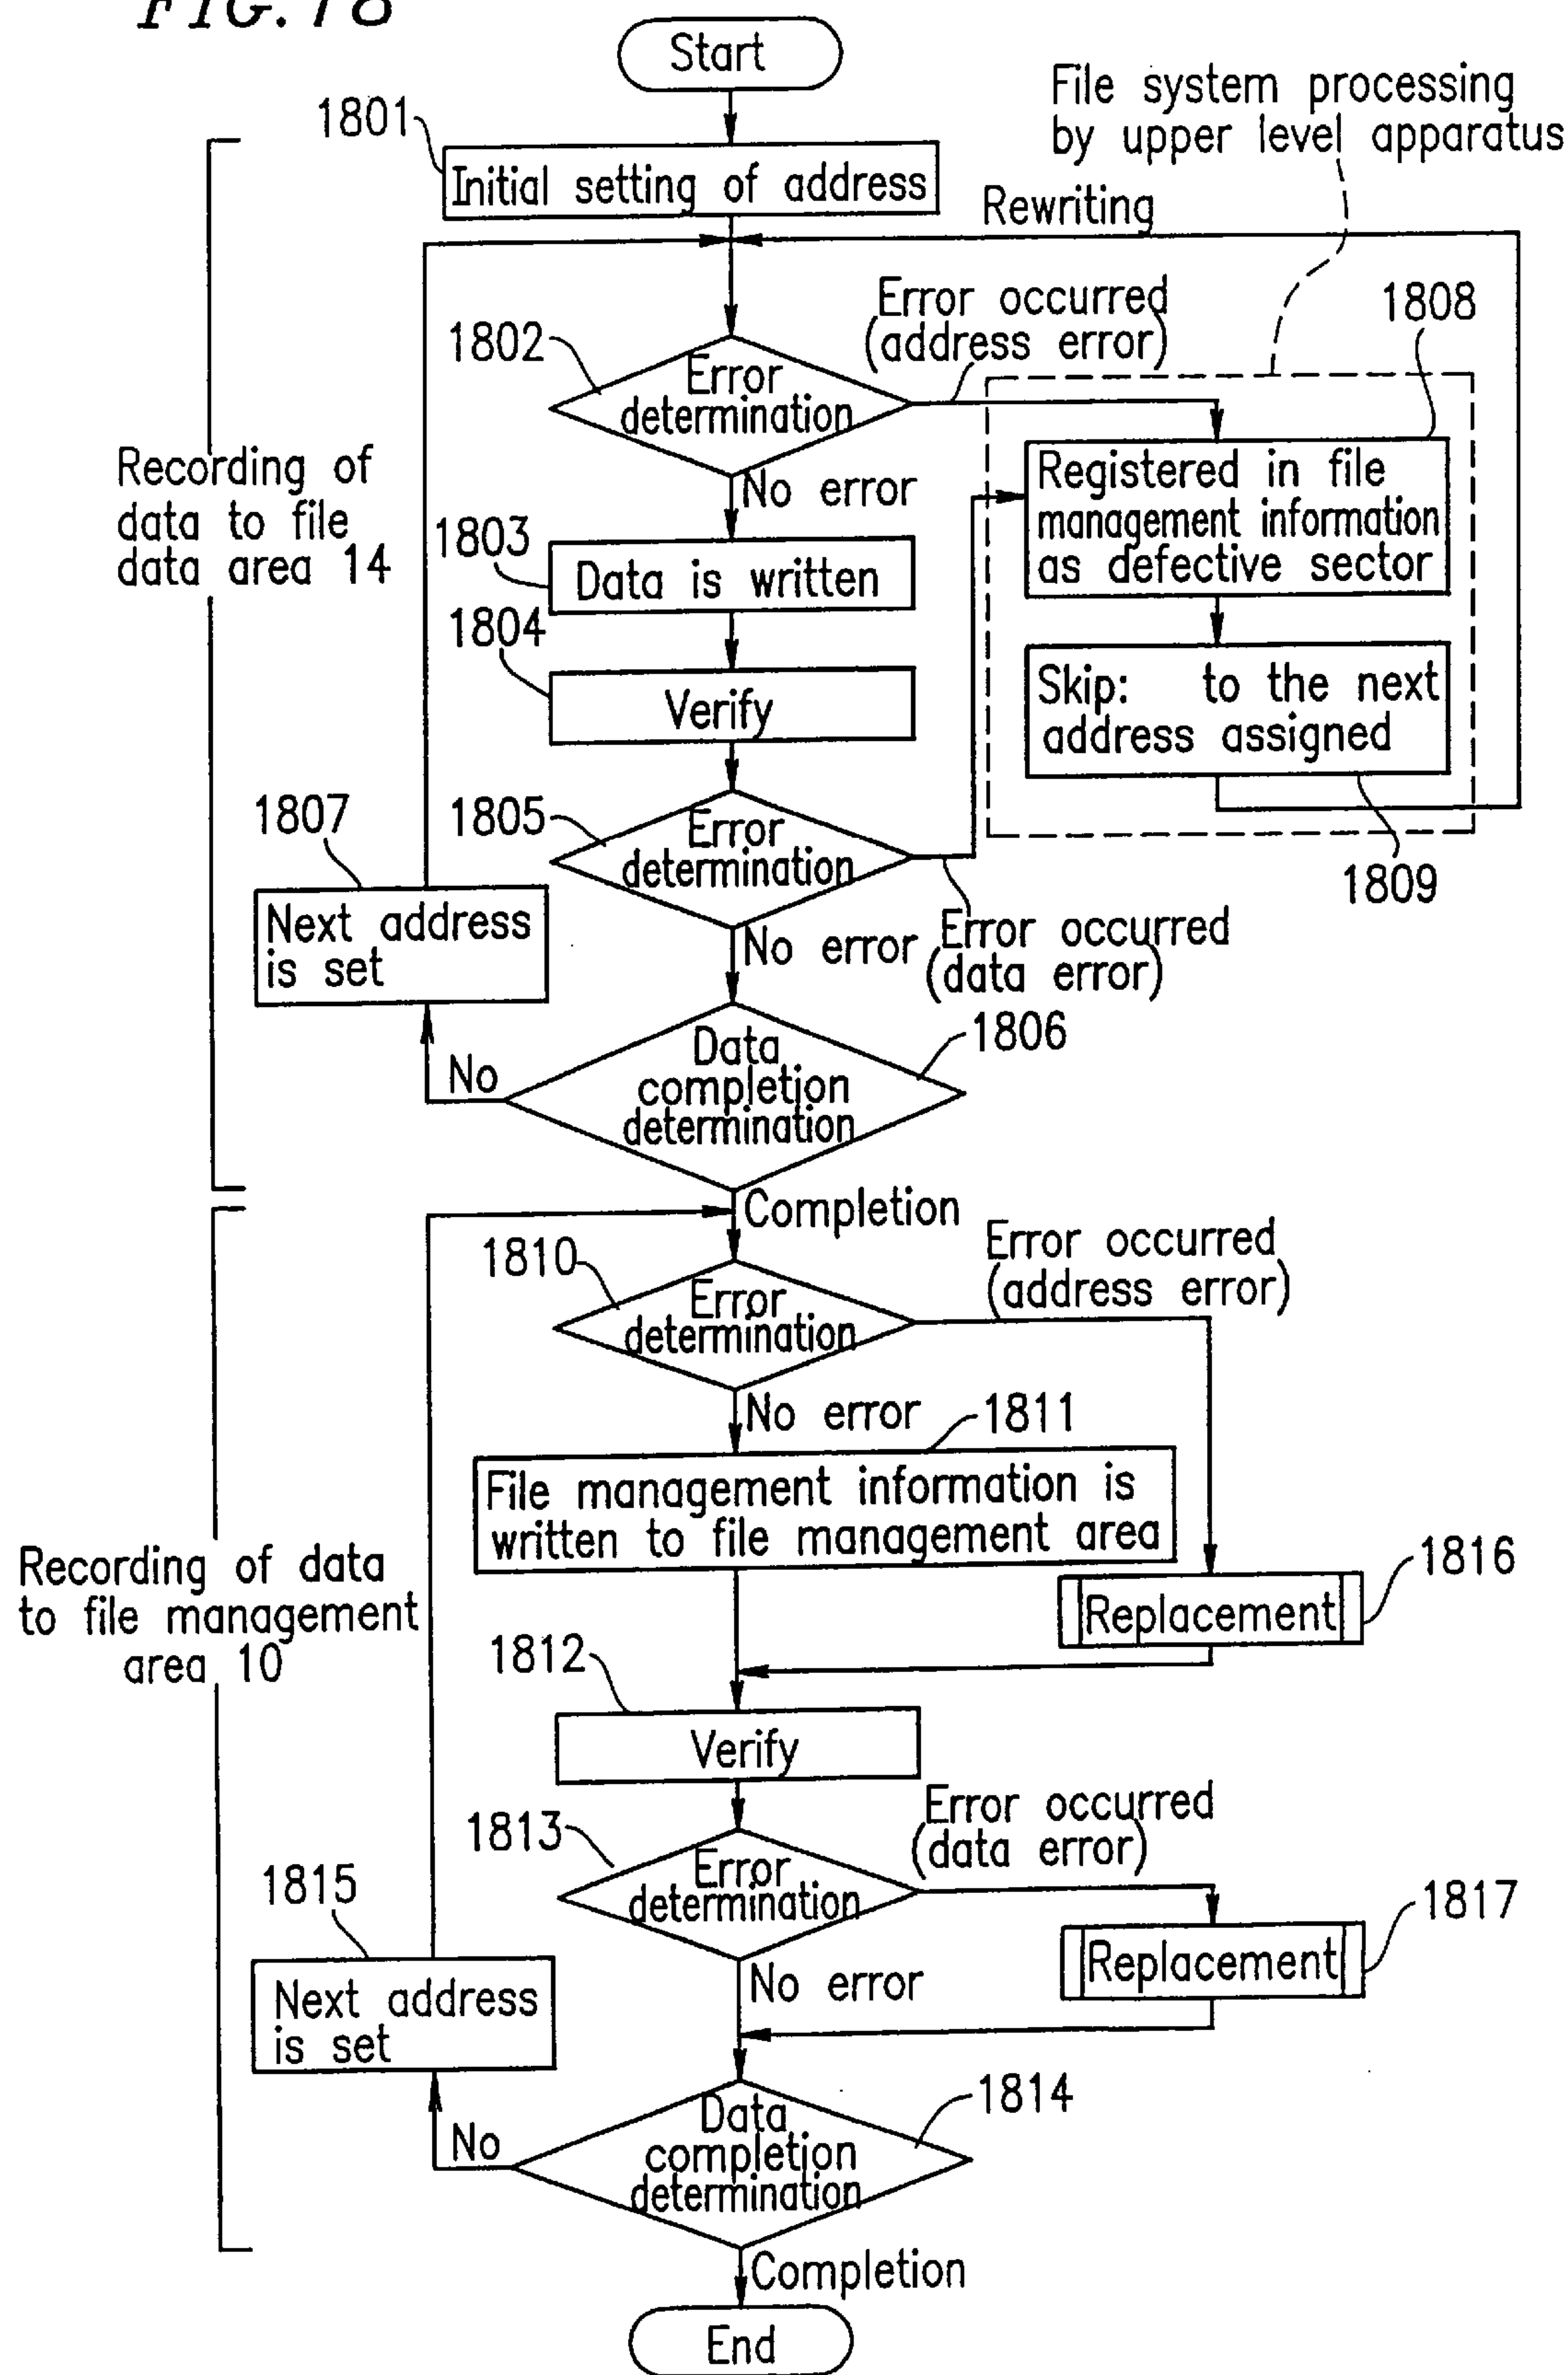 FIG. 18
Start
File system processing
by upper level apparatus
1801
Initial setting of address
Rewriting
Error occurred
(address error)
1808
1802
Error
determination
Recording of
data to file
data area 14
No error
Registered in file
management information
as defective sector
1803
Data is written
1804
Verify
Skip: to the next
address assigned
1807
1805
Error
determination
1809
Next address
is set
No error
Error occurred
(data error)
1806
Data
completion
determination
No
Completion
1810
Error occurred
(address error)
Error
determination
No error
1811
File management information is
written to file management area
Recording of data
to file management
area 10
1816
Replacement
1812
Verify
1813
Error occurred
(data error)
Error
determination
1815
1817
Replacement
Next address
is set
No error
1814
Data
completion
determination
No
Completion
End